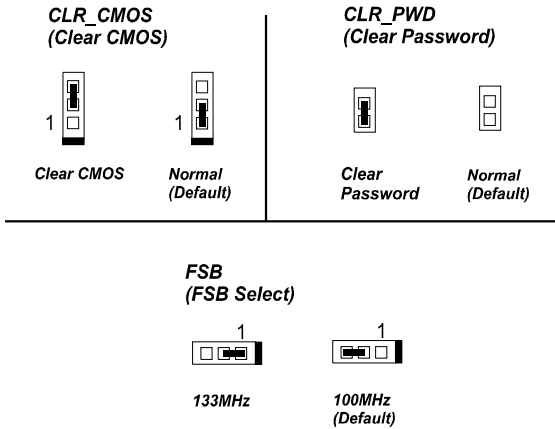 CLR_CMOS
(Clear CMOS)
1
1
Clear CMOS
Normal
(Default)
CLR_PWD
(Clear Password)
Clear
Password
Normal
(Default)
FSB
(FSB Select)
1
1
133MHz
100MHz
(Default)